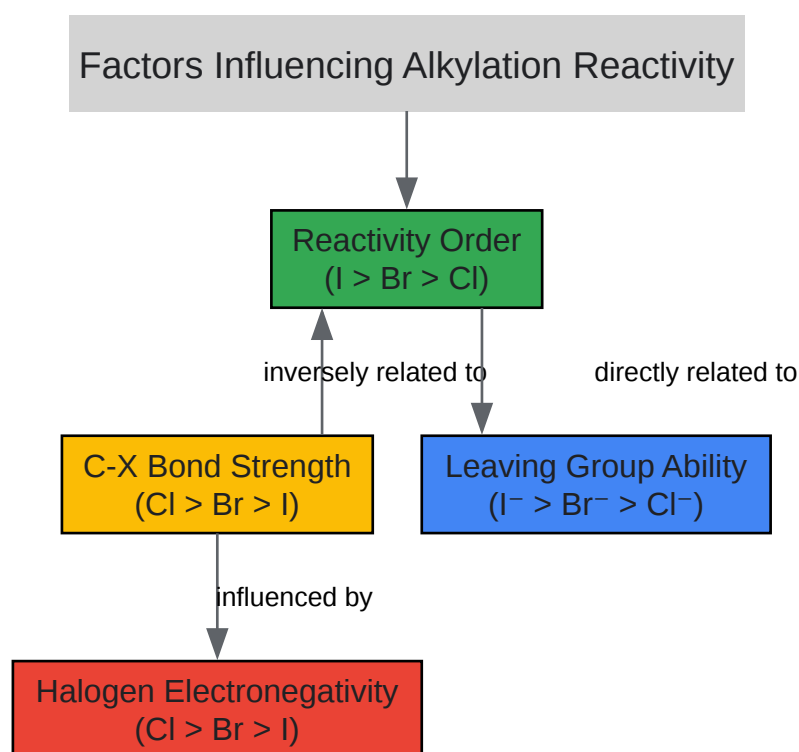 Factors Influencing Alkylation Reactivity
Reactivity Order
(I > Br > Cl)
inversely related to
directly related to
C-X Bond Strength
(Cl > Br > I)
Leaving Group Ability
(I⁻ > Br⁻ > Cl⁻)
influenced by
Halogen Electronegativity
(Cl > Br > I)